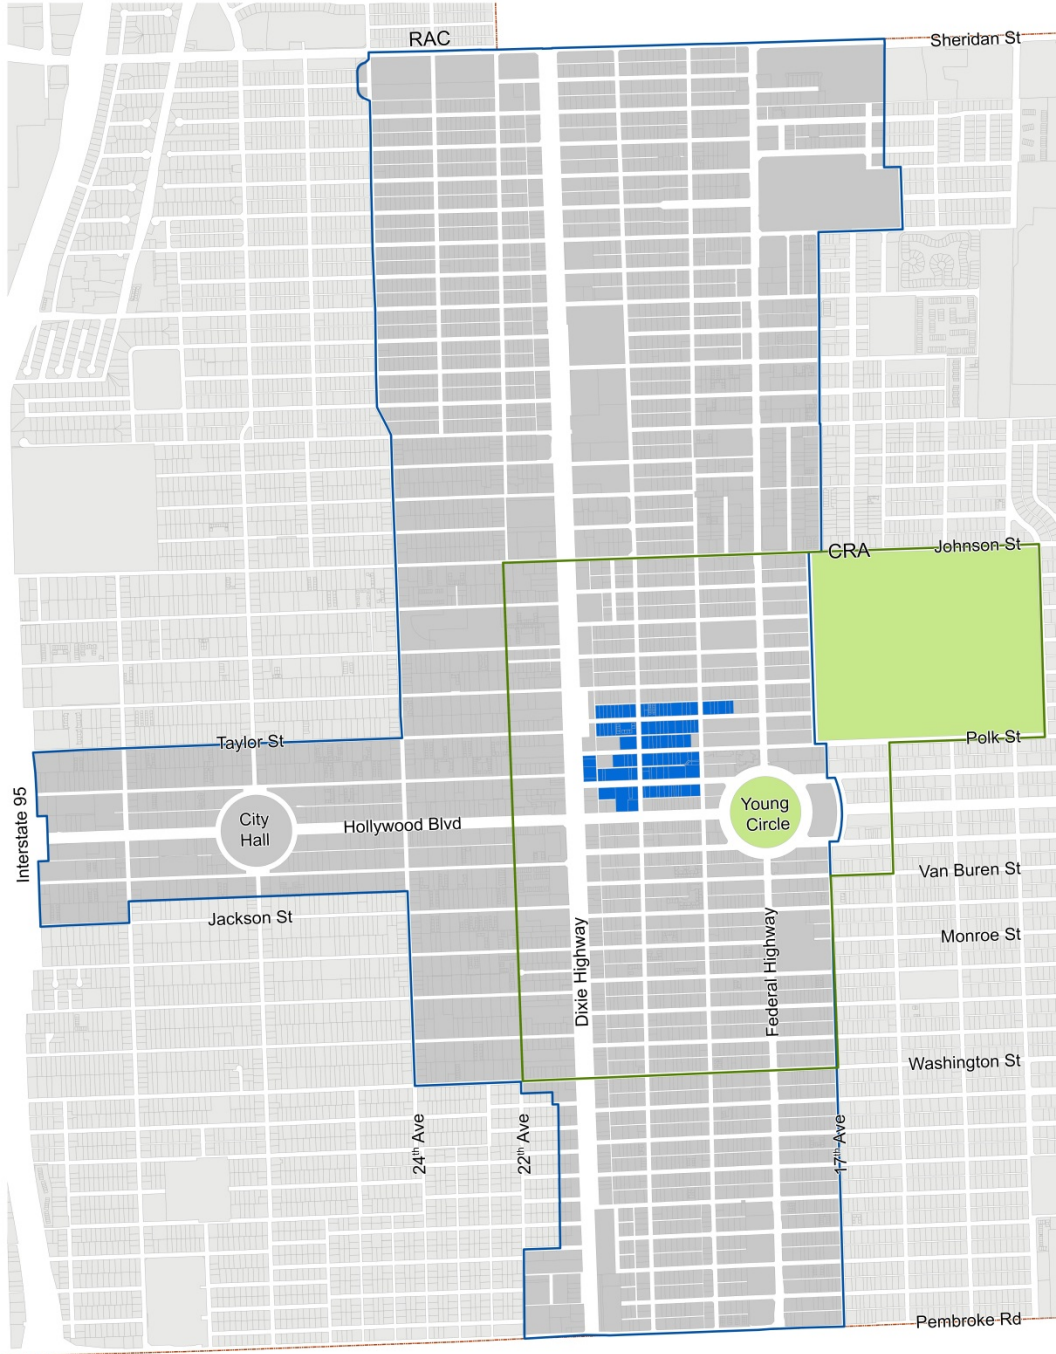 RAC
Sheridan St
CRA
Johnson St
Taylor St
Polk St
Interstate 95
City
Hall
Hollywood Blvd
Young
Circle
Van Buren St
Jackson St
Monroe St
Dixie Highway
Federal Highway
Washington St
24th Ave
22th Ave
17th Ave
Pembroke Rd